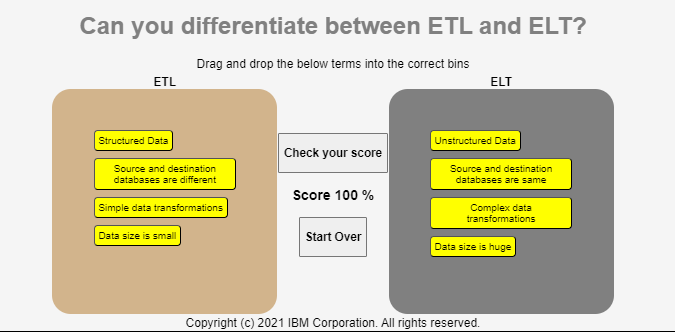 Can you differentiate between ETL and ELT?
Drag and drop the below terms into the correct bins
ETL
ELT
Structured Data
Source and destination
databases are different
Simple data transformations
Data size is small
Check your score
Score 100 %
Start Over
Unstructured Data
Source and destination
databases are same
Complex data
transformations
Data size is huge
Copyright (c) 2021 IBM Corporation. All rights reserved.